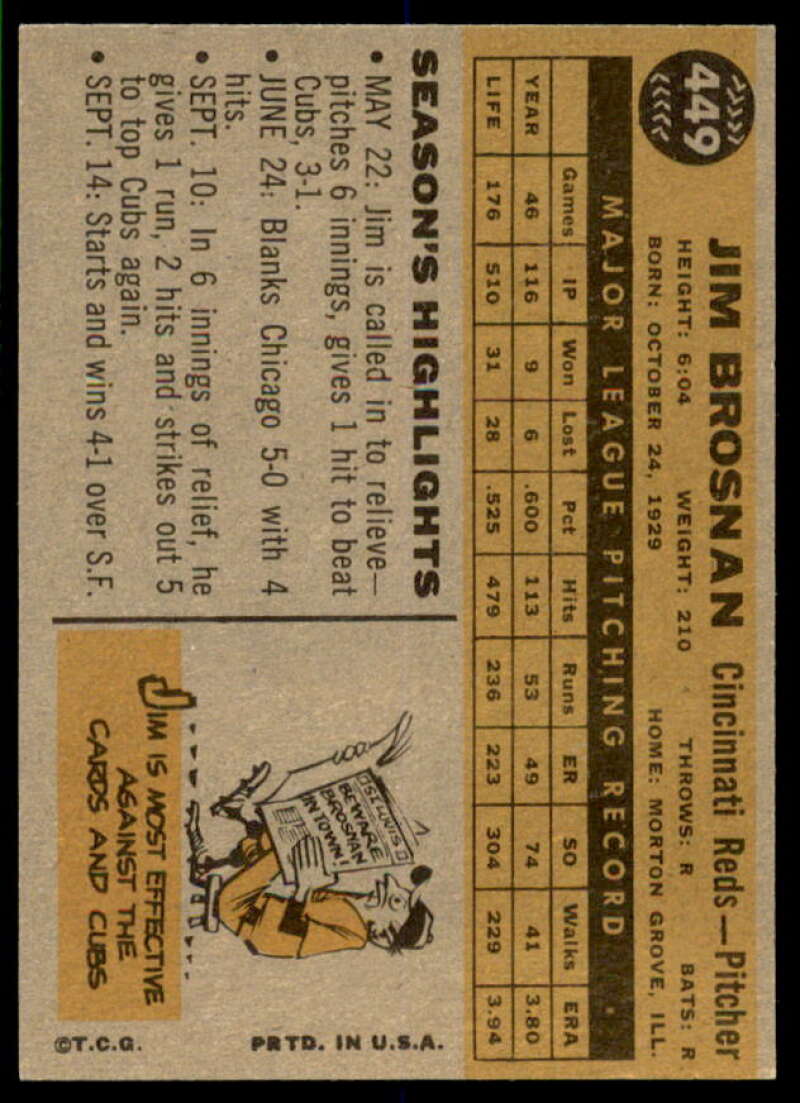 449
JIM BROSNAN Cincinnati Reds—Pitcher
HEIGHT: 6:04 WEIGHT: 210 THROWS: R BATS: R
BORN: OCTOBER 24, 1929 HOME: MORTON GROVE, ILL.
MAJOR LEAGUE PITCHING RECORD
Games IP Won Lost Pct Hits Runs ER SO Walks ERA
YEAR 46 116 9 6 .600 113 53 49 74 41 3.80
LIFE 176 510 31 28 .525 479 236 223 304 229 3.94
SEASON'S HIGHLIGHTS
• MAY 22: Jim is called in to relieve—
pitches 6 innings, gives 1 hit to beat
Cubs, 3-1.
• JUNE 24: Blanks Chicago 5-0 with 4
hits.
• SEPT. 10: In 6 innings of relief, he
gives 1 run, 2 hits and strikes out 5
to top Cubs again.
• SEPT. 14: Starts and wins 4-1 over S.F.
ST. LOUIS
BEWARE
BROSNAN
IN TOWN!
JIM IS MOST EFFECTIVE
AGAINST THE
CARDS AND CUBS
©T.C.G. PRTD. IN U.S.A.